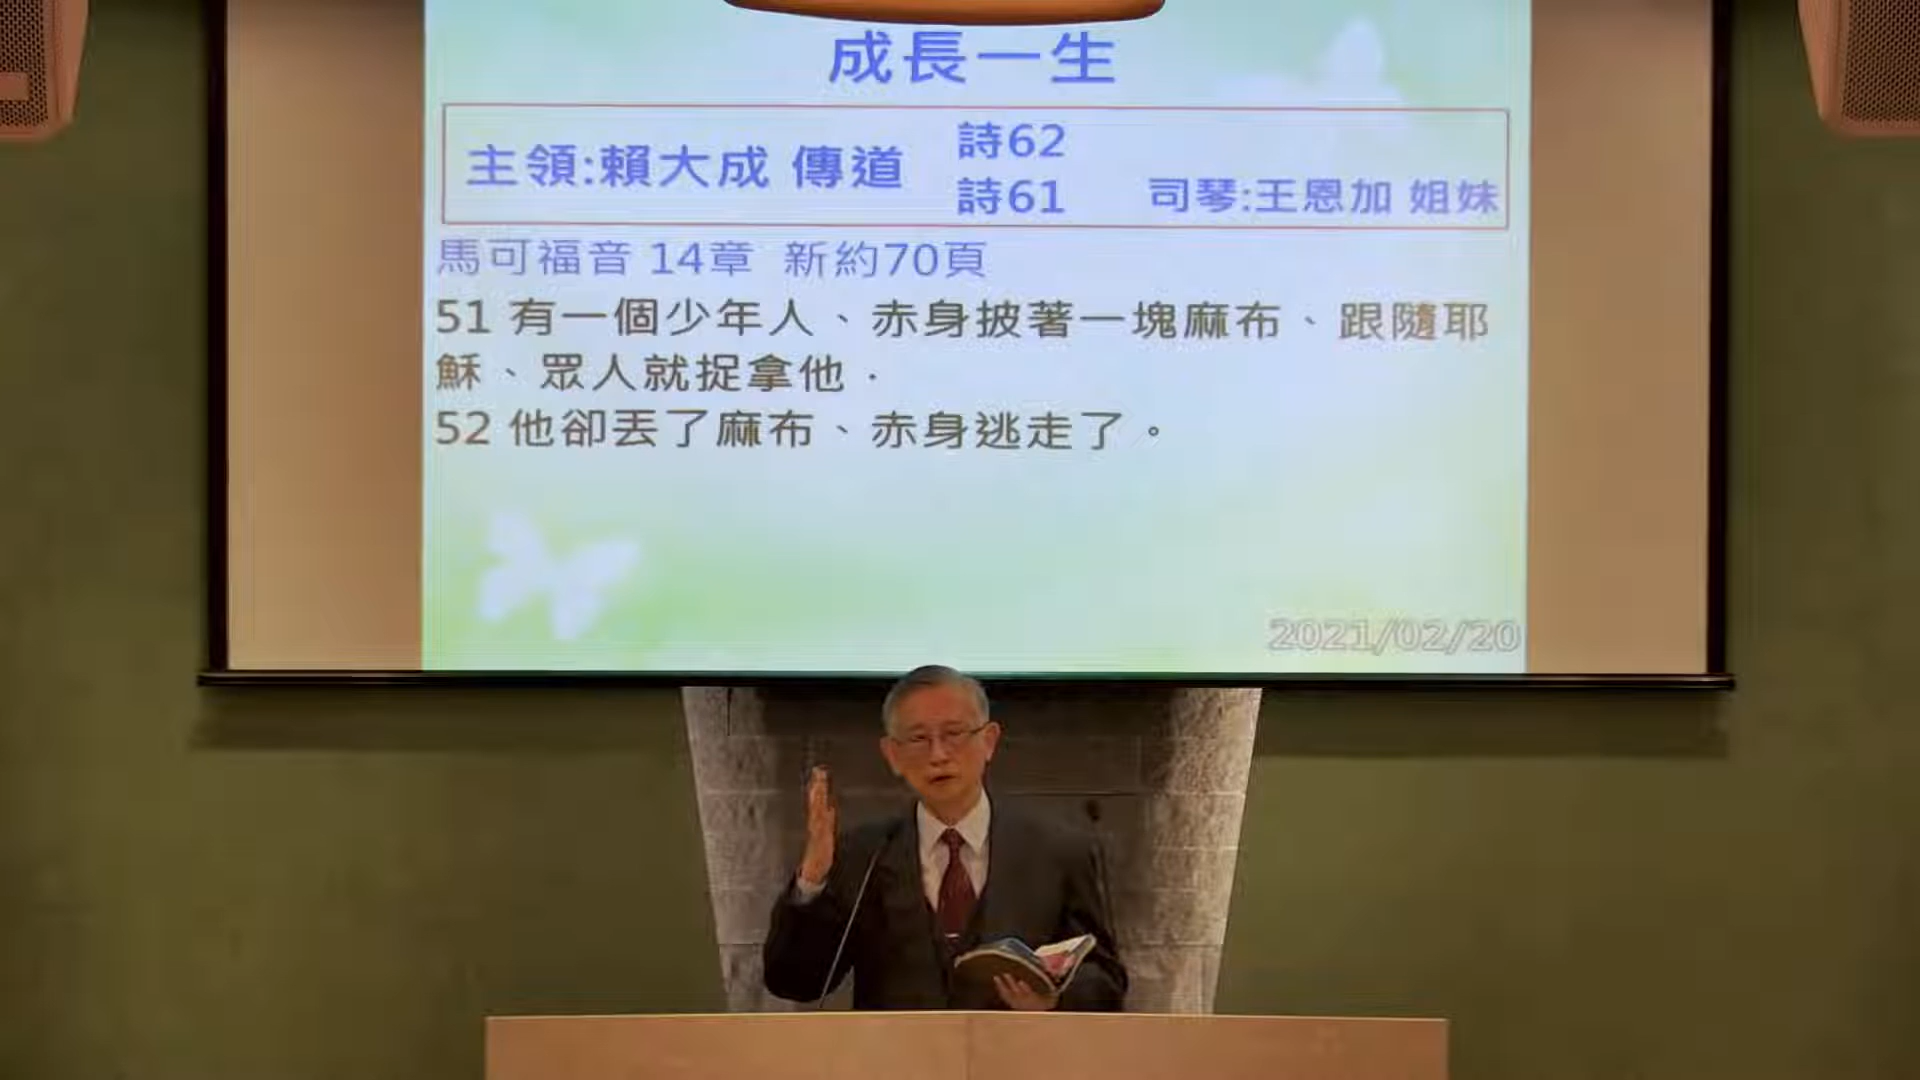 成長一生
主領:賴大成 傳道
詩62
詩61
司琴:王恩加 姐妹
馬可福音 14章 新約70頁
51 有一個少年人、赤身披著一塊麻布、跟隨耶
穌、眾人就捉拿他．
52 他卻丟了麻布、赤身逃走了。
2021/02/20